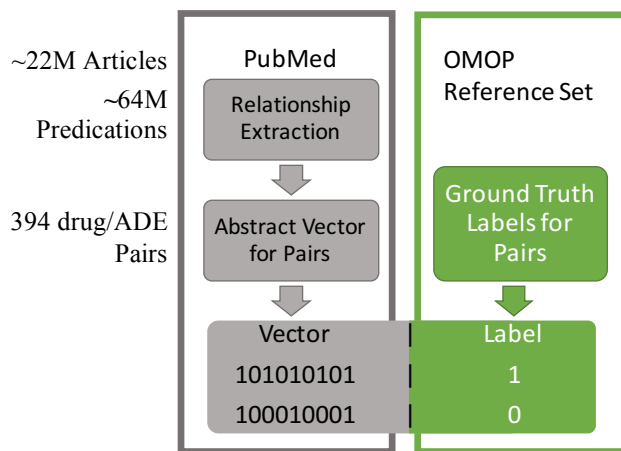 ~22M Articles
~64M
Predications
394 drug/ADE
Pairs
PubMed
Relationship
Extraction
Abstract Vector
for Pairs
Vector
101010101
100010001
OMOP
Reference Set
Ground Truth
Labels for
Pairs
Label
1
0